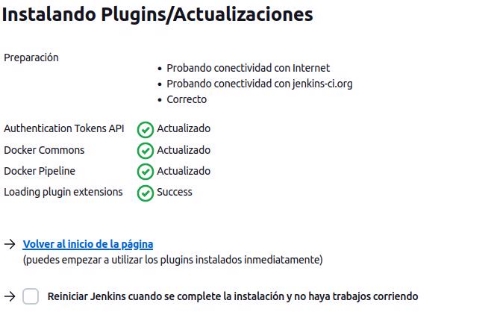 Instalando Plugins/Actualizaciones
Preparación
Probando conectividad con Internet
Probando conectividad con jenkins-ci.org
Correcto
Authentication Tokens API Actualizado
Docker Commons Actualizado
Docker Pipeline Actualizado
Loading plugin extensions Success
Volver al inicio de la página
(puedes empezar a utilizar los plugins instalados inmediatamente)
Reiniciar Jenkins cuando se complete la instalación y no haya trabajos corriendo